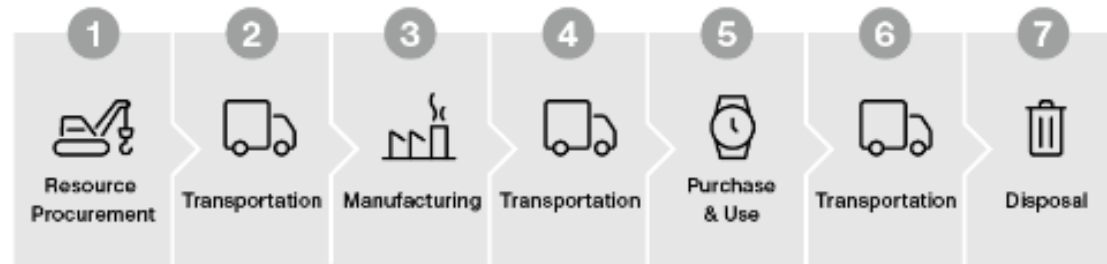 1
2
3
4
5
6
7
Resource
Procurement
Transportation
Manufacturing
Transportation
Purchase
& Use
Transportation
Disposal